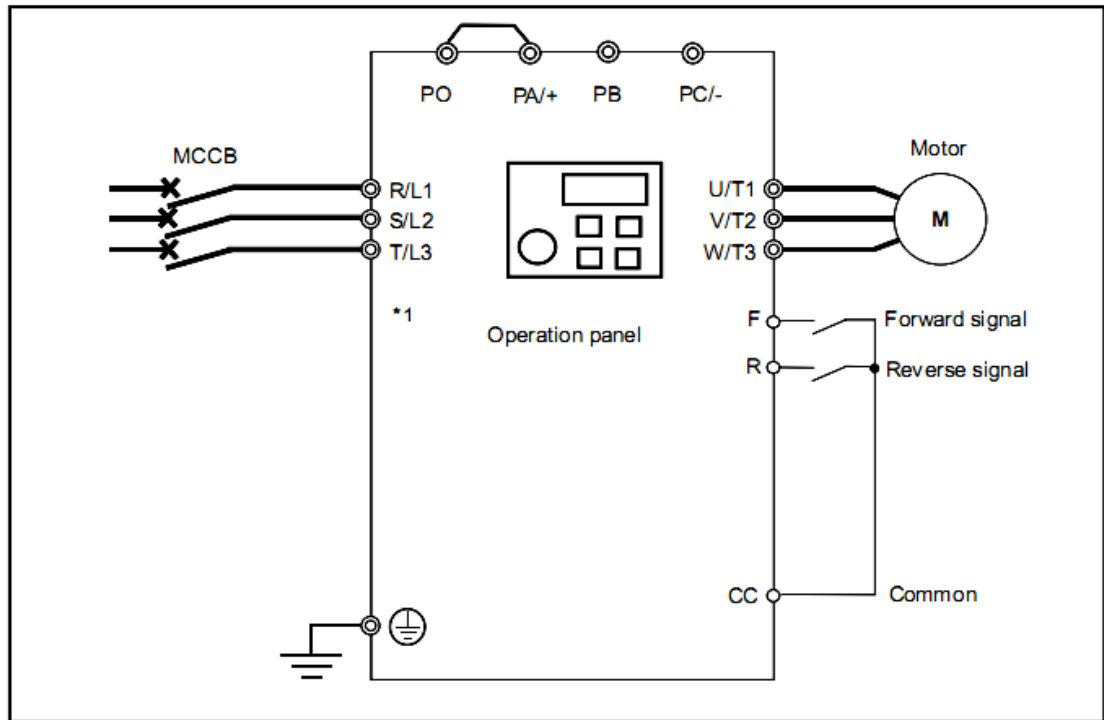 PO PA/+ PB PC/-
MCCB
Motor
R/L1
S/L2
T/L3
U/T1
V/T2
W/T3
M
*1
Operation panel
F
Forward signal
R
Reverse signal
CC
Common